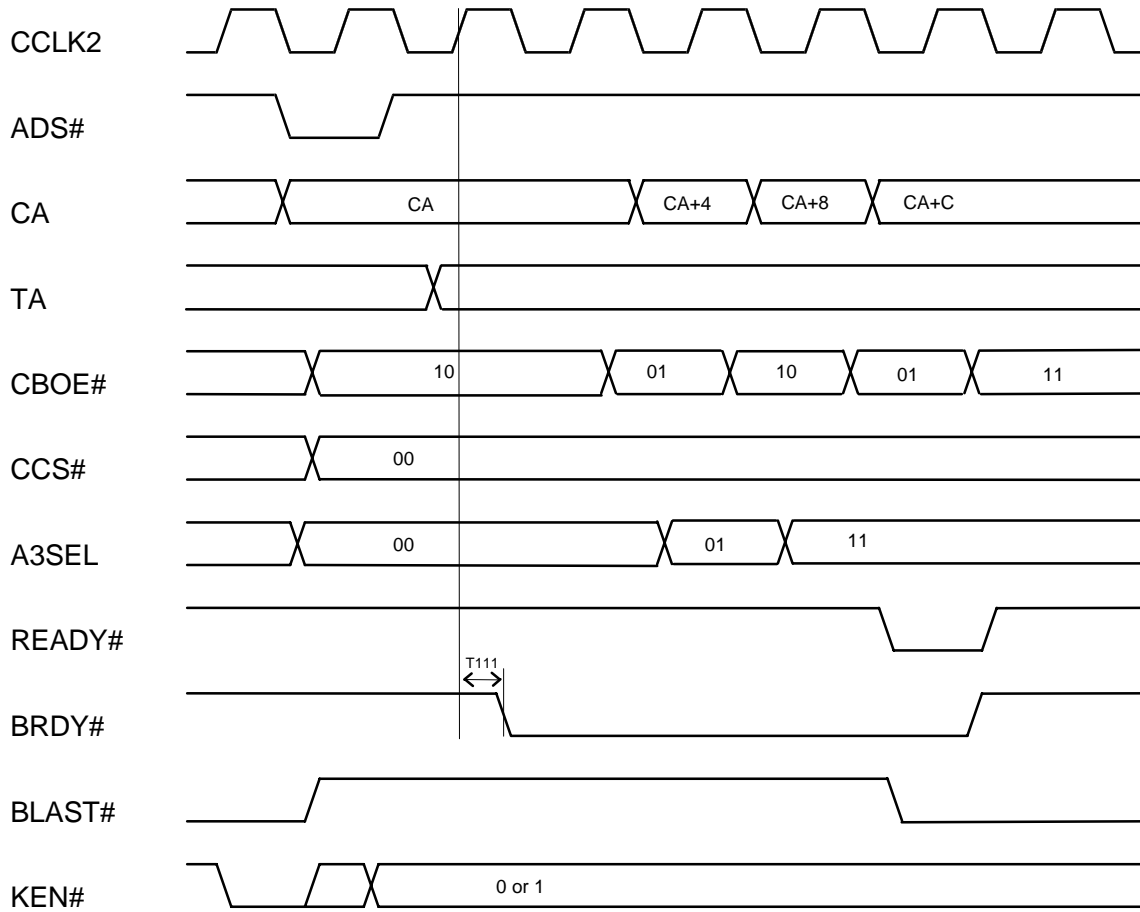 CCLK2
ADS#
CA CA CA+4 CA+8 CA+C
TA
CBOE# 10 01 10 01 11
CCS# 00
A3SEL 00 01 11
READY#
T111
BRDY#
BLAST#
KEN# 0 or 1